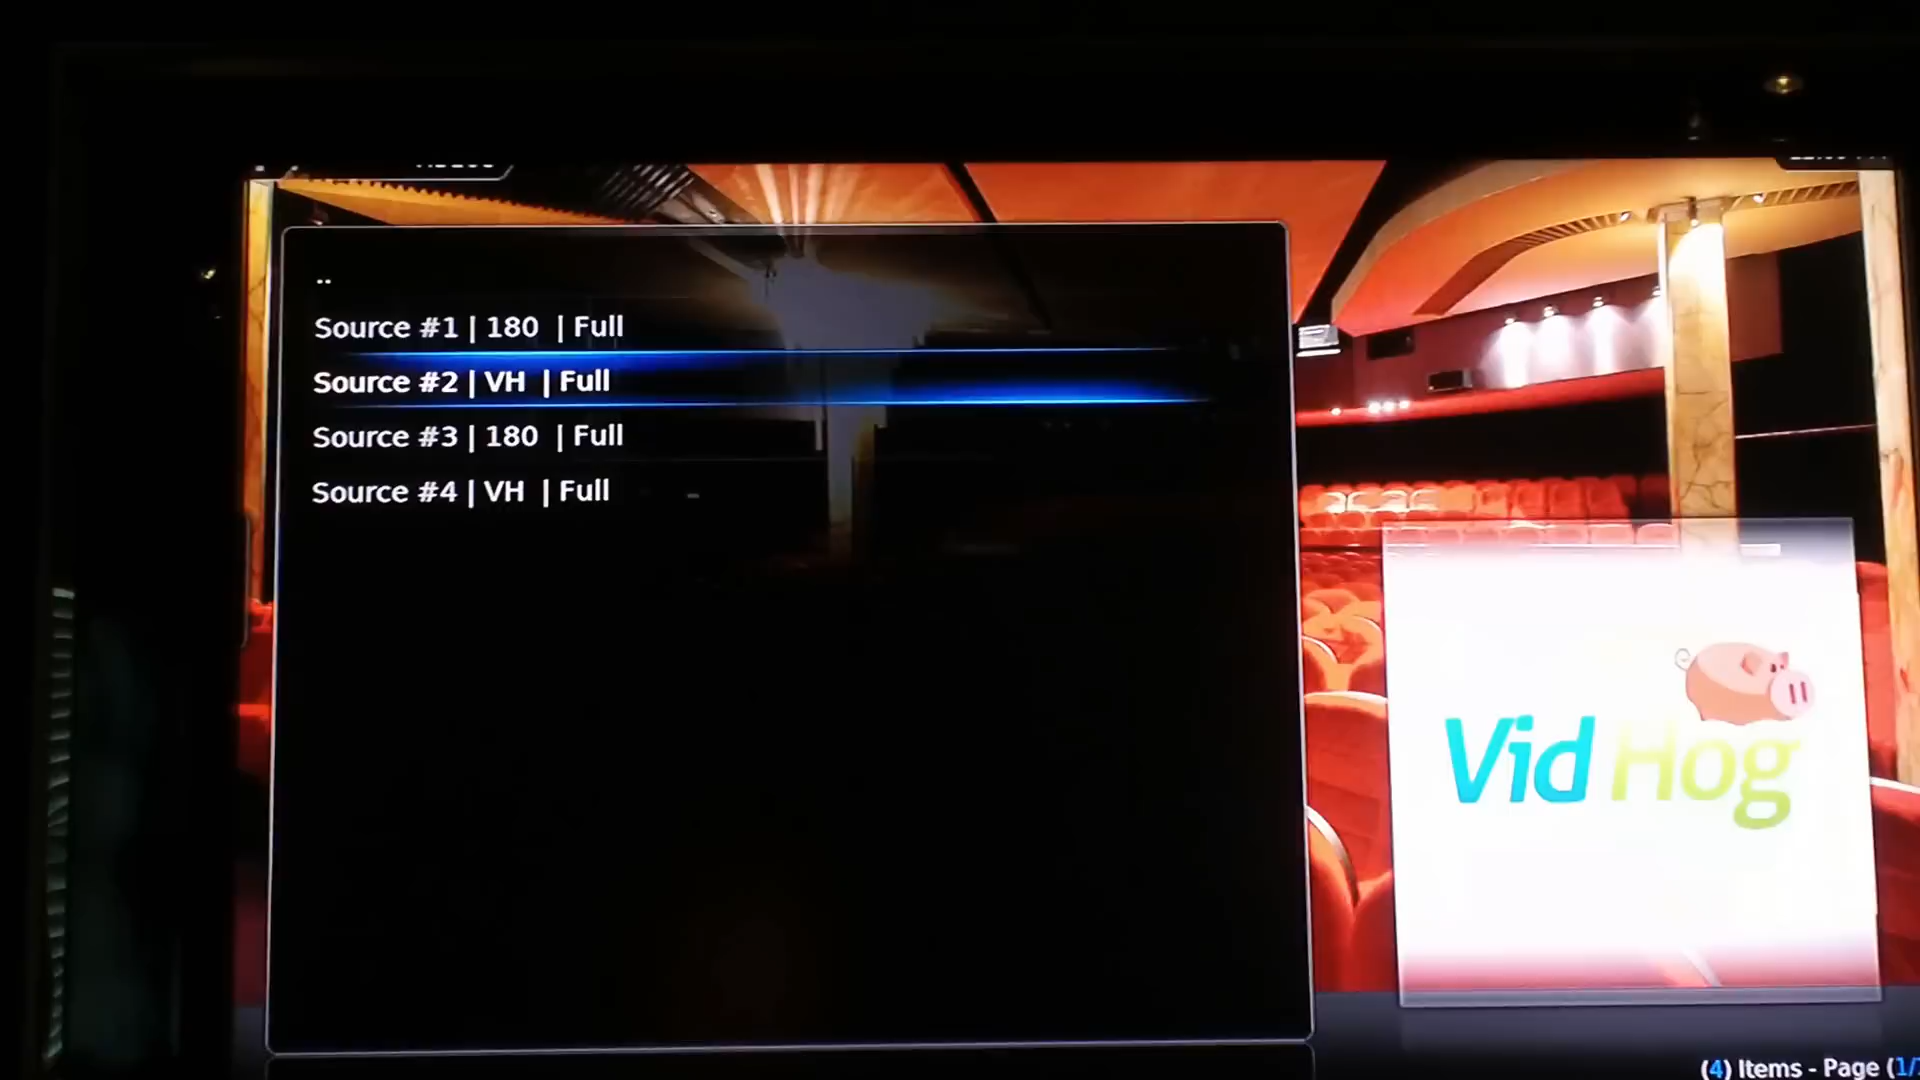 ..
Source #1 | 180 | Full
Source #2 | VH | Full
Source #3 | 180 | Full
Source #4 | VH | Full
Vid Hog
(4) Items - Page (1/